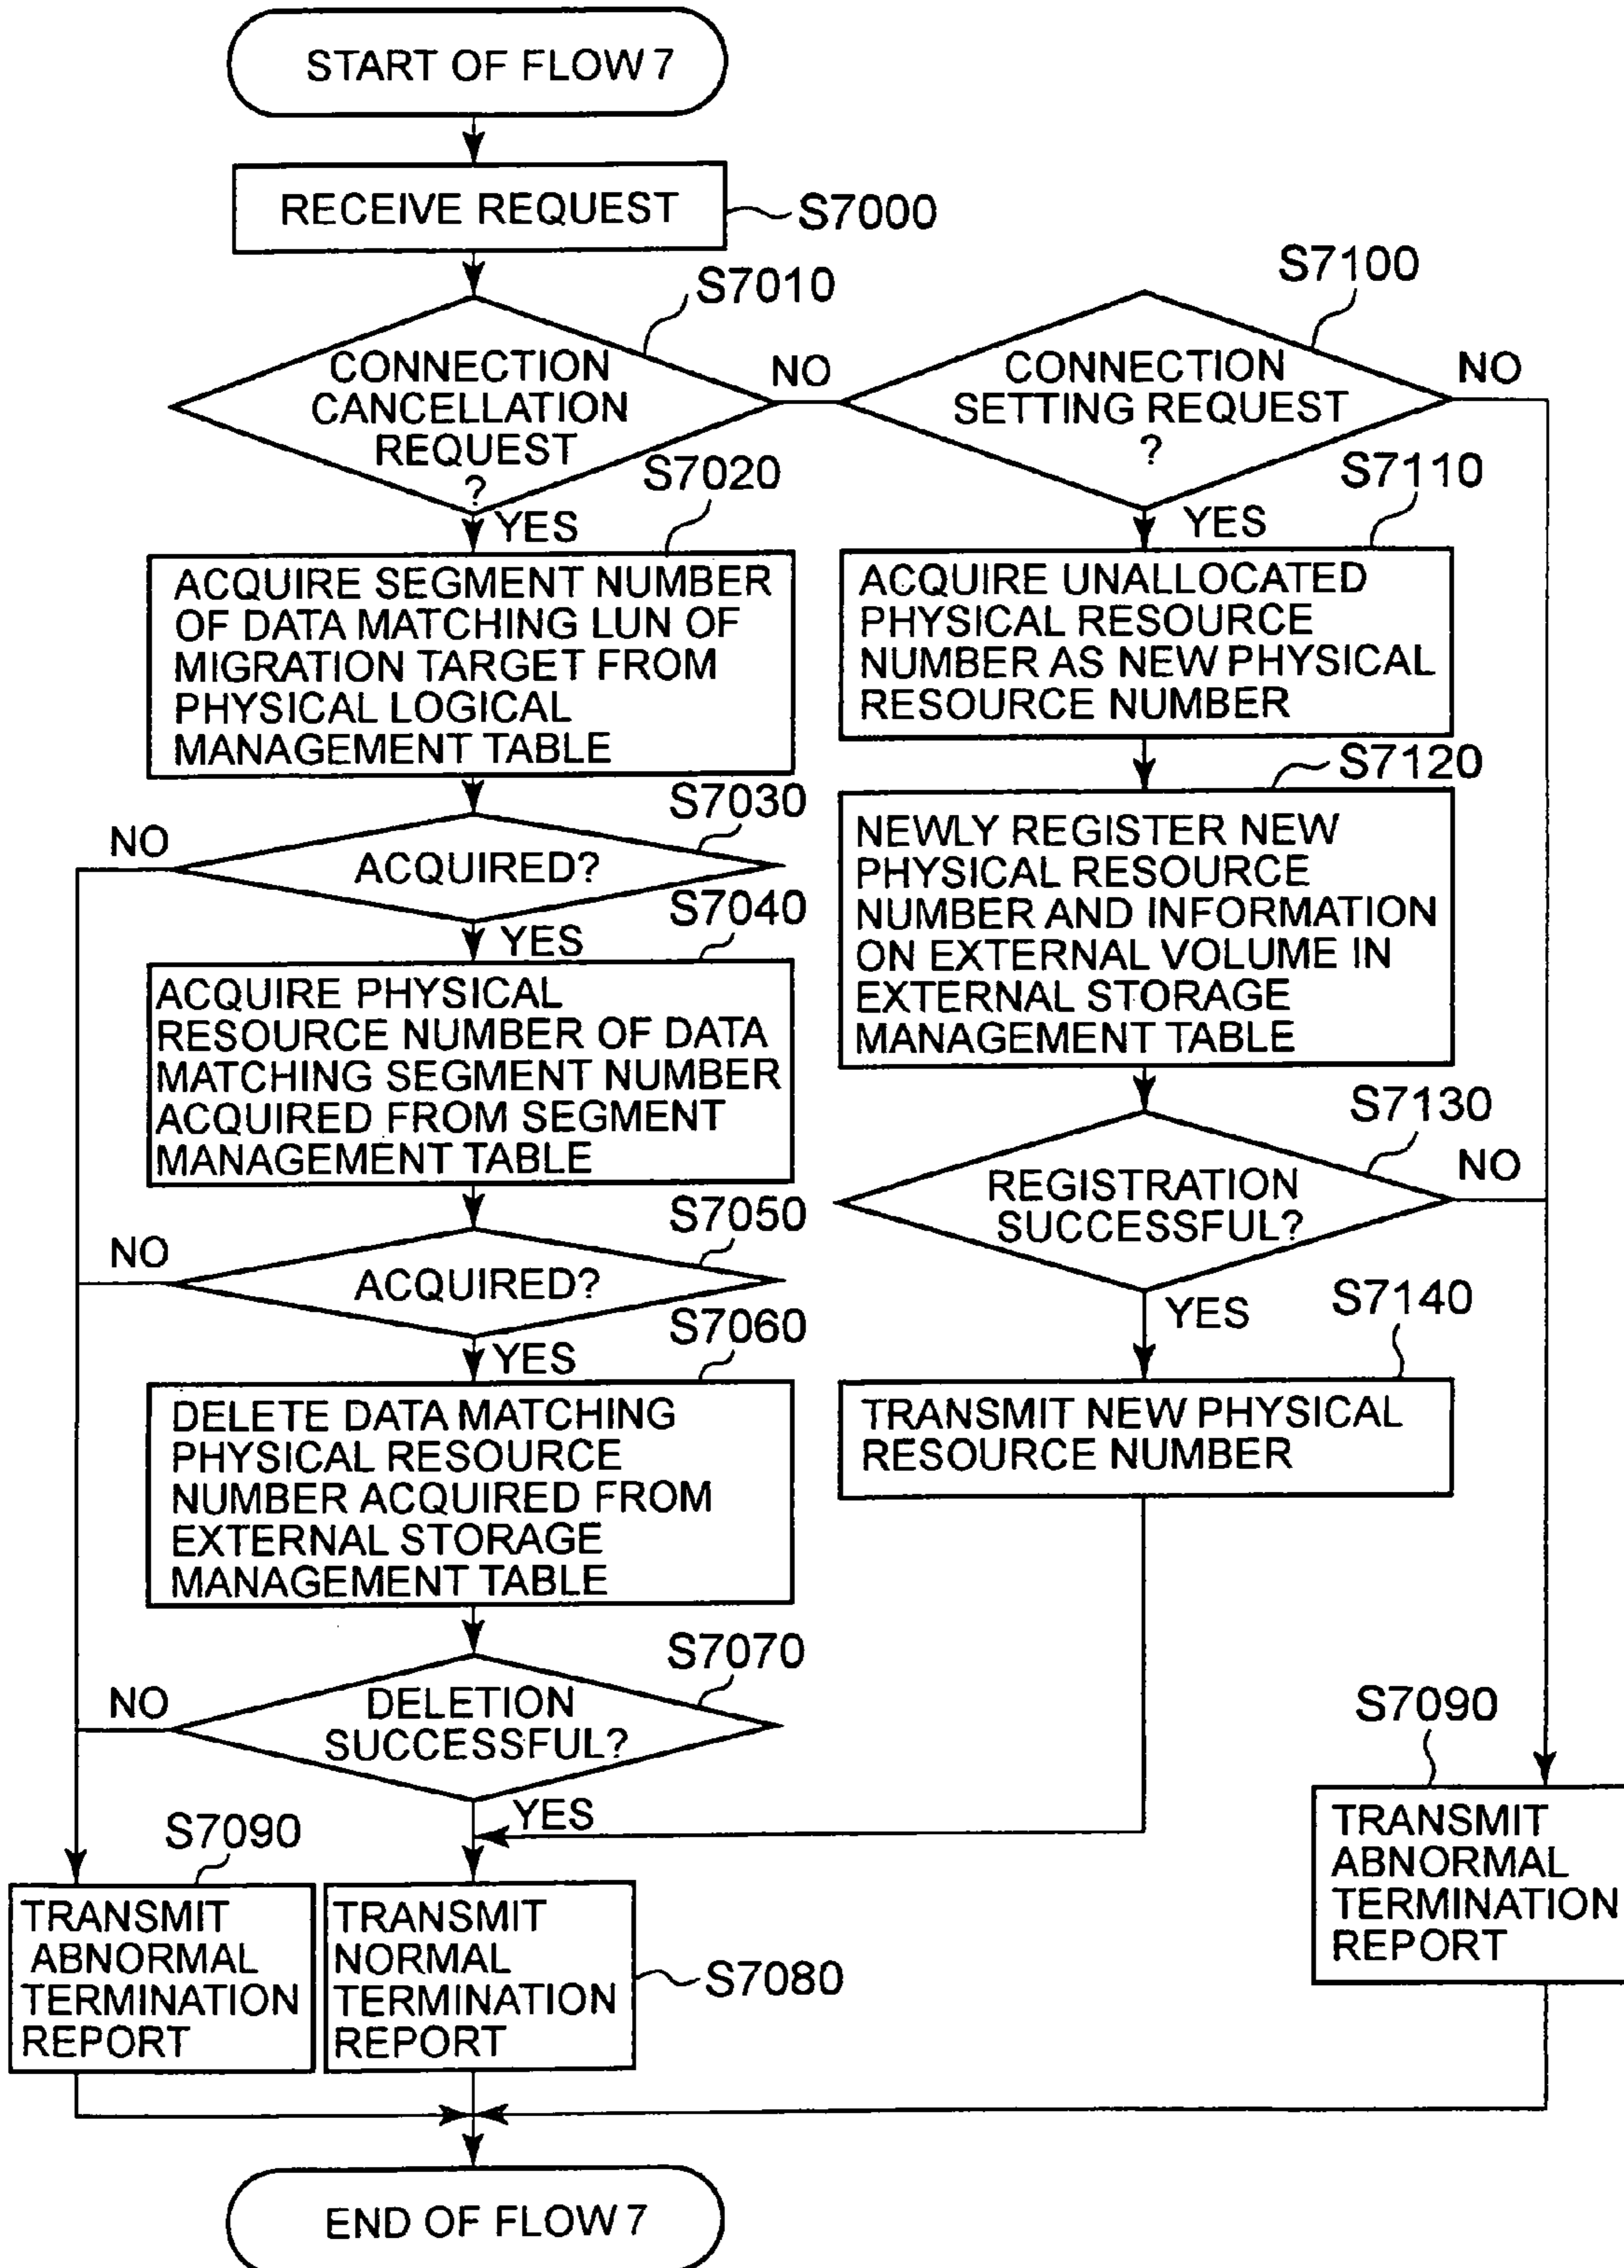 START OF FLOW 7
RECEIVE REQUEST
S7000
S7010
CONNECTION
CANCELLATION
REQUEST
?
NO
YES
S7020
ACQUIRE SEGMENT NUMBER
OF DATA MATCHING LUN OF
MIGRATION TARGET FROM
PHYSICAL LOGICAL
MANAGEMENT TABLE
S7030
NO
ACQUIRED?
YES
S7040
ACQUIRE PHYSICAL
RESOURCE NUMBER OF DATA
MATCHING SEGMENT NUMBER
ACQUIRED FROM SEGMENT
MANAGEMENT TABLE
S7050
NO
ACQUIRED?
YES
S7060
DELETE DATA MATCHING
PHYSICAL RESOURCE
NUMBER ACQUIRED FROM
EXTERNAL STORAGE
MANAGEMENT TABLE
S7070
NO
DELETION
SUCCESSFUL?
YES
S7090
TRANSMIT
ABNORMAL
TERMINATION
REPORT
TRANSMIT
NORMAL
TERMINATION
REPORT
S7080
S7100
CONNECTION
SETTING REQUEST
?
NO
YES
S7110
ACQUIRE UNALLOCATED
PHYSICAL RESOURCE
NUMBER AS NEW PHYSICAL
RESOURCE NUMBER
S7120
NEWLY REGISTER NEW
PHYSICAL RESOURCE
NUMBER AND INFORMATION
ON EXTERNAL VOLUME IN
EXTERNAL STORAGE
MANAGEMENT TABLE
S7130
NO
REGISTRATION
SUCCESSFUL?
YES
S7140
TRANSMIT NEW PHYSICAL
RESOURCE NUMBER
S7090
TRANSMIT
ABNORMAL
TERMINATION
REPORT
END OF FLOW 7